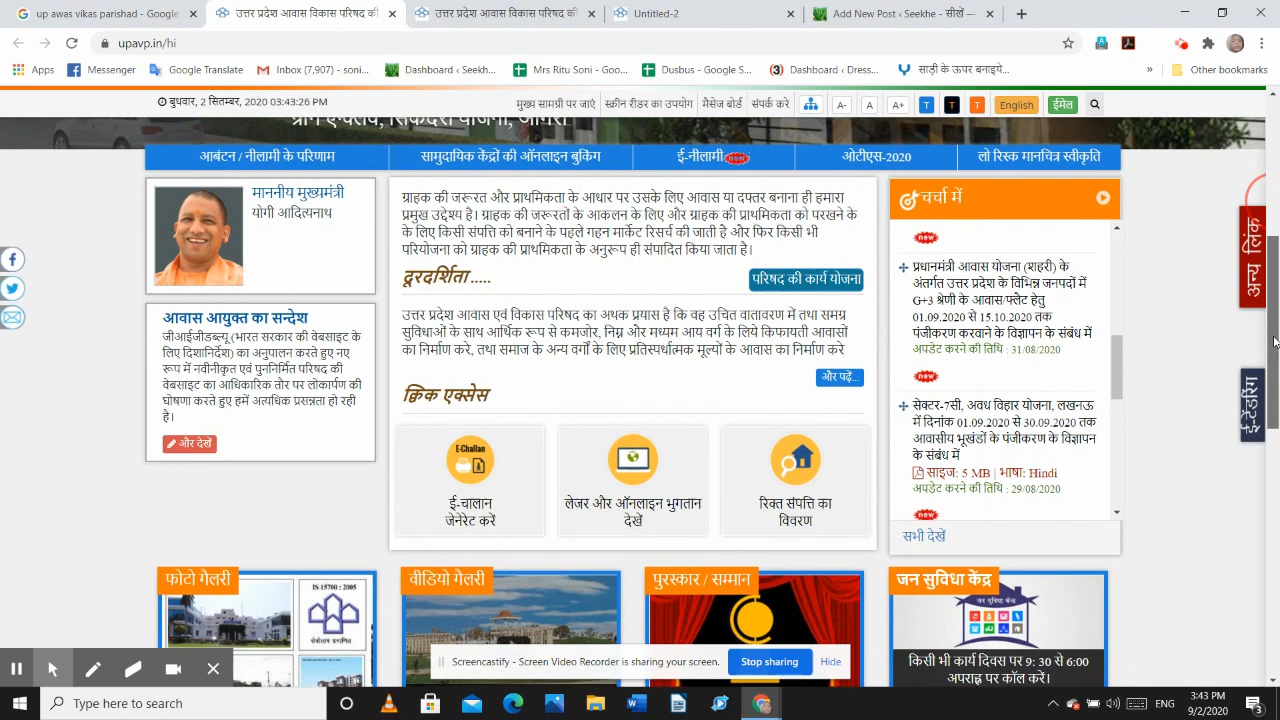 up awas vikas parishad - Google
उत्तर प्रदेश आवास विकास परिषद की
उत्तर प्रदेश आवास विकास परिषद की
Untitled-2
Add New Post ‹ Seekhe - सीखें —
upavp.in/hi
Apps
Messenger
Google Translate
Inbox (7,907) - soni...
Dashboard ‹ Seekh...
Mrs Ritu Soni - Goo...
Dusbus - Google S...
(3) Dashboard ‹ Dress...
साड़ी के ऊपर बनाइये...
»
Other bookmarks
बुधवार, 2 सितम्बर, 2020 03:43:26 PM
मुख्य सामग्री पर जाएं
स्क्रीन रीडर का उपयोग
मैसेज बोर्ड
संपर्क करे
A-
A
A+
T
T
T
English
ईमेल
आबंटन / नीलामी के परिणाम
सामुदायिक केंद्रों की ऑनलाइन बुकिंग
ई-नीलामी new
ओटीएस-2020
लो रिस्क मानचित्र स्वीकृति
माननीय मुख्यमंत्री
योगी आदित्यनाथ
आवास आयुक्त का सन्देश
जीआईजीडब्ल्यू (भारत सरकार की वेबसाइट के
लिए दिशानिर्देश) का अनुपालन करते हुए नए
रूप में नवीनीकृत एवं पुननिर्मित परिषद की
वेबसाइट का आधिकारिक तौर पर लोकार्पण की
घोषणा करते हुए हमें अत्यधिक प्रसन्नता हो रही
है।
और देखें
ग्राहक की जरूरत और प्राथमिकता के आधार पर उसके लिए आवास या दफ्तर बनाना ही हमारा
प्रमुख उद्देश्य है। ग्राहक की जरूरतों के आकलन के लिए और ग्राहक की प्राथमिकता को परखने के
के लिए किसी संपत्ति को बनाने के पहले गहन मार्केट रिसर्च की जाती है और फिर किसी भी
परियोजना को ग्राहक की प्राथमिकता के अनुरूप ही संपादित किया जाता है।
दूरदर्शिता .....
परिषद की कार्य योजना
उत्तर प्रदेश आवास एवं विकास परिषद का अथक प्रयास है कि वह उचित वातावरण में तथा समग्र
सुविधाओं के साथ आर्थिक रूप से कमजोर, निम्न और मध्यम आय वर्ग के लिये किफायती आवासों
का निर्माण करे, तथा समाज के अन्य वर्गों के लिए प्रतिस्पर्धात्मक मूल्यों के आवास का निर्माण करे
और पढ़ें...
क्विक एक्सेस
E-Challan
ई-चालान
जेनेरेट करें
लेजर और ऑनलाइन भुगतान
देखें
रिक्त संपत्ति का
विवरण
चर्चा में
new
प्रधानमंत्री आवास योजना (शहरी) के
अंतर्गत उत्तर प्रदेश के विभिन्न जनपदों में
G+3 श्रेणी के आवास/फ्लैट हेतु
01.09.2020 से 15.10.2020 तक
पंजीकरण करवाने के विज्ञापन के संबंध में
अपडेट करने की तिथि : 31/08/2020
new
सेक्टर-7सी, अवध विहार योजना, लखनऊ
में दिनांक 01.09.2020 से 30.09.2020 तक
आवासीय भूखंडों के पंजीकरण के विज्ञापन
के संबंध में
साइज: 5 MB | भाषा: Hindi
अपडेट करने की तिथि : 29/08/2020
new
सभी देखें
अन्य लिंक
ई-टेंडरिंग
फोटो गैलरी
IS 15700 : 2005
वीडियो गैलरी
पुरस्कार / सम्मान
जन सुविधा केंद्र
जन सुविधा केन्द्र
किसी भी कार्य दिवस पर 9: 30 से 6:00
अपराह्न पर कॉल करें।
Screencastify - Screen Video Recorder is sharing your screen.
Stop sharing
Hide
Type here to search
ENG
3:43 PM
9/2/2020
3